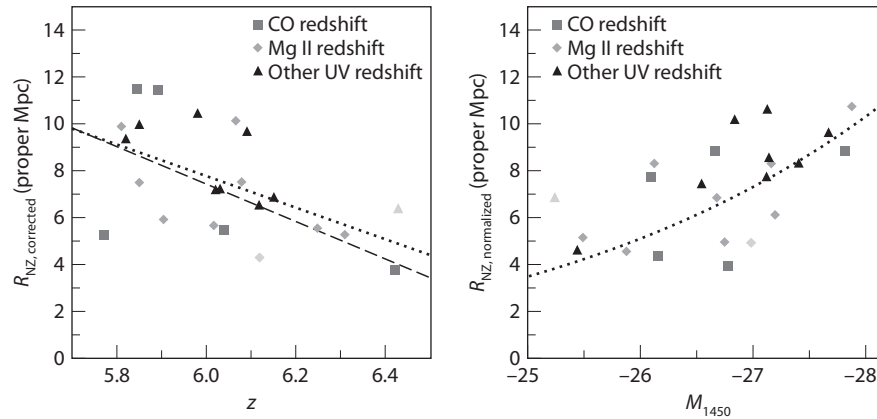 14
12
10
8
6
4
2
0
R_NZ, corrected (proper Mpc)
CO redshift
Mg II redshift
Other UV redshift
5.8 6.0 6.2 6.4
z
14
12
10
8
6
4
2
0
R_NZ, normalized (proper Mpc)
CO redshift
Mg II redshift
Other UV redshift
–25 –26 –27 –28
M_1450